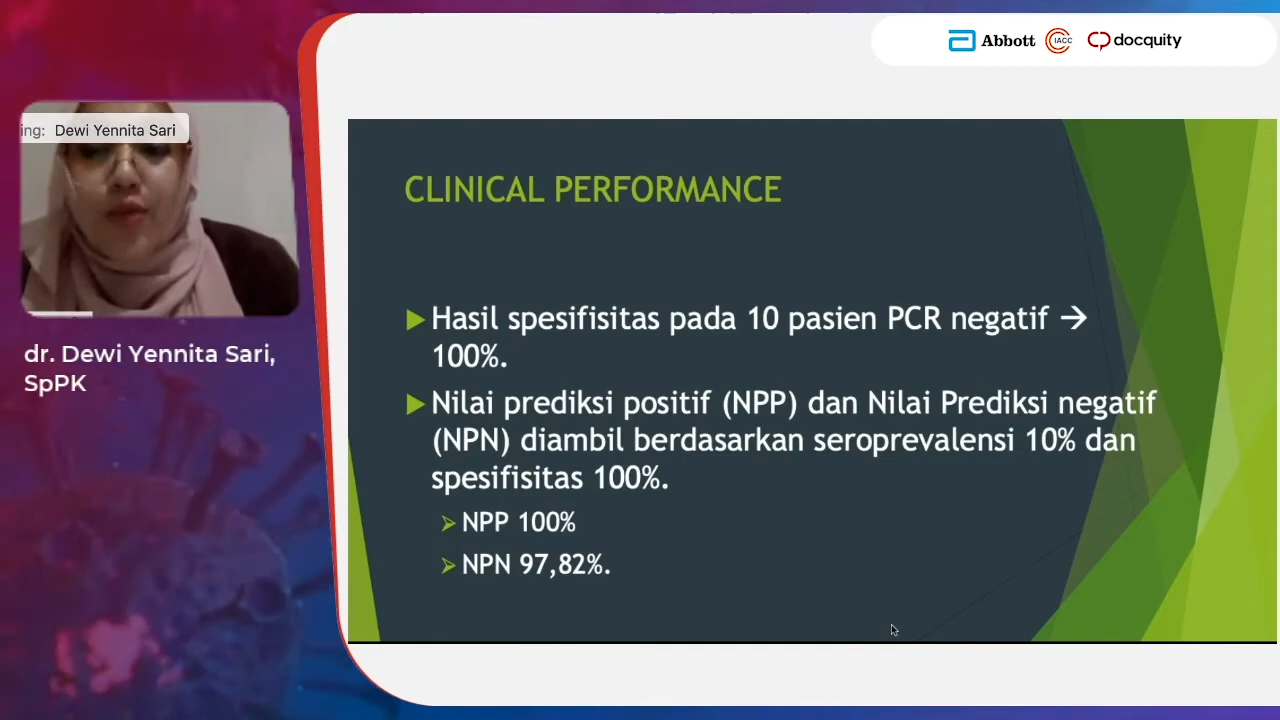 Abbott IACC docquity
ing: Dewi Yennita Sari
dr. Dewi Yennita Sari,
SpPK
CLINICAL PERFORMANCE
Hasil spesifisitas pada 10 pasien PCR negatif →
100%.
Nilai prediksi positif (NPP) dan Nilai Prediksi negatif
(NPN) diambil berdasarkan seroprevalensi 10% dan
spesifisitas 100%.
NPP 100%
NPN 97,82%.